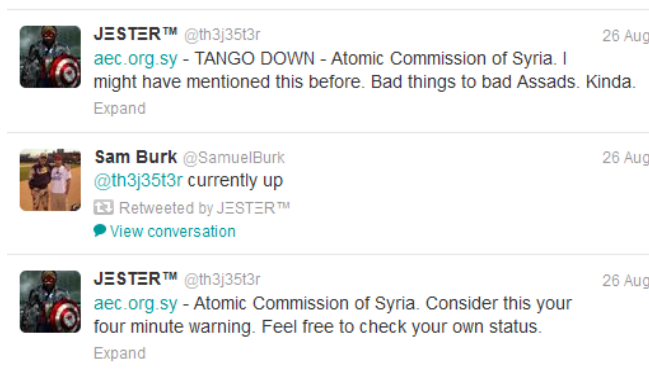 JΞSTΞR™ @th3j35t3r 26 Aug
aec.org.sy - TANGO DOWN - Atomic Commission of Syria. I
might have mentioned this before. Bad things to bad Assads. Kinda.
Expand
Sam Burk @SamuelBurk 26 Aug
@th3j35t3r currently up
Retweeted by JΞSTΞR™
View conversation
JΞSTΞR™ @th3j35t3r 26 Aug
aec.org.sy - Atomic Commission of Syria. Consider this your
four minute warning. Feel free to check your own status.
Expand